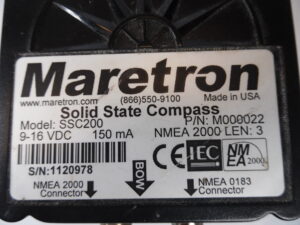 Maretron
www.maretron.com (866)550-9100 Made in USA
Solid State Compass
Model: SSC200 P/N: M000022
9-16 VDC 150 mA NMEA 2000 LEN: 3
S/N:1120978
BOW
CE IEC NMEA 2000
NMEA 2000 Connector
NMEA 0183 Connector